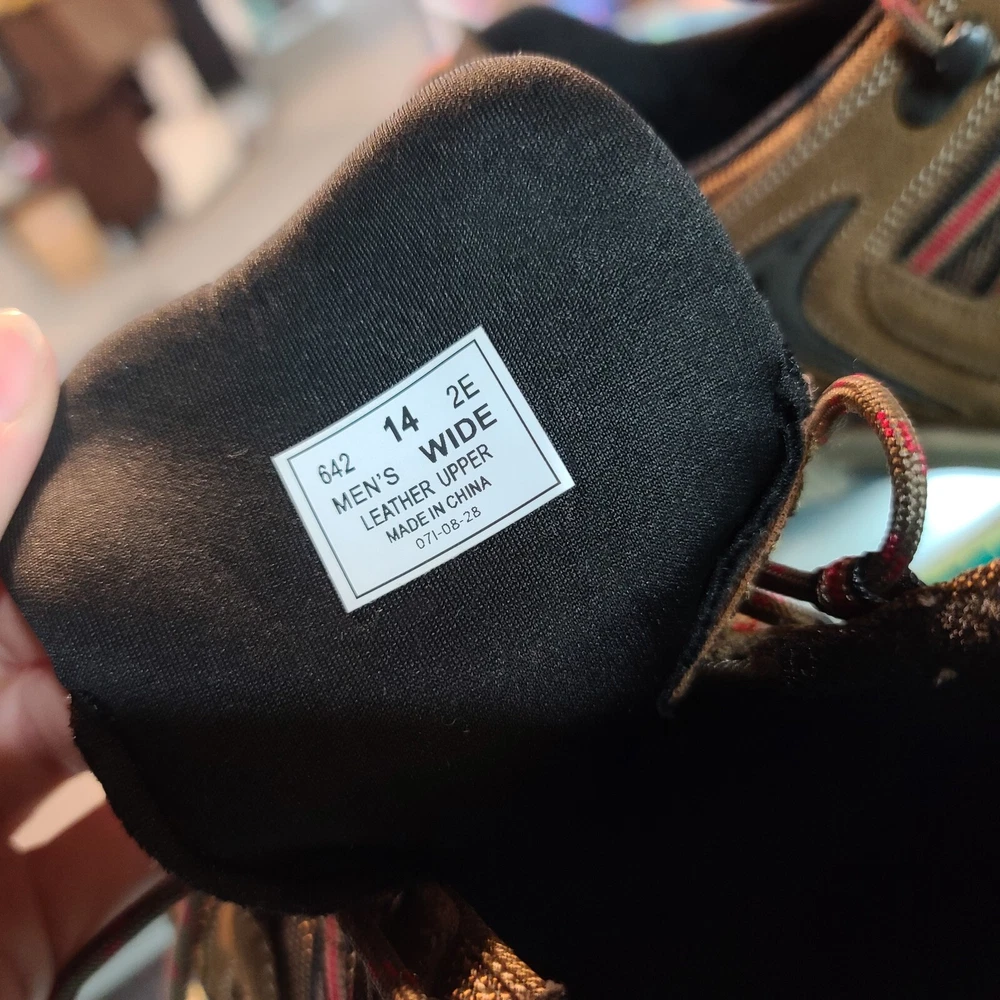 642 14 2E
MEN'S WIDE
LEATHER UPPER
MADE IN CHINA
07I-08-28